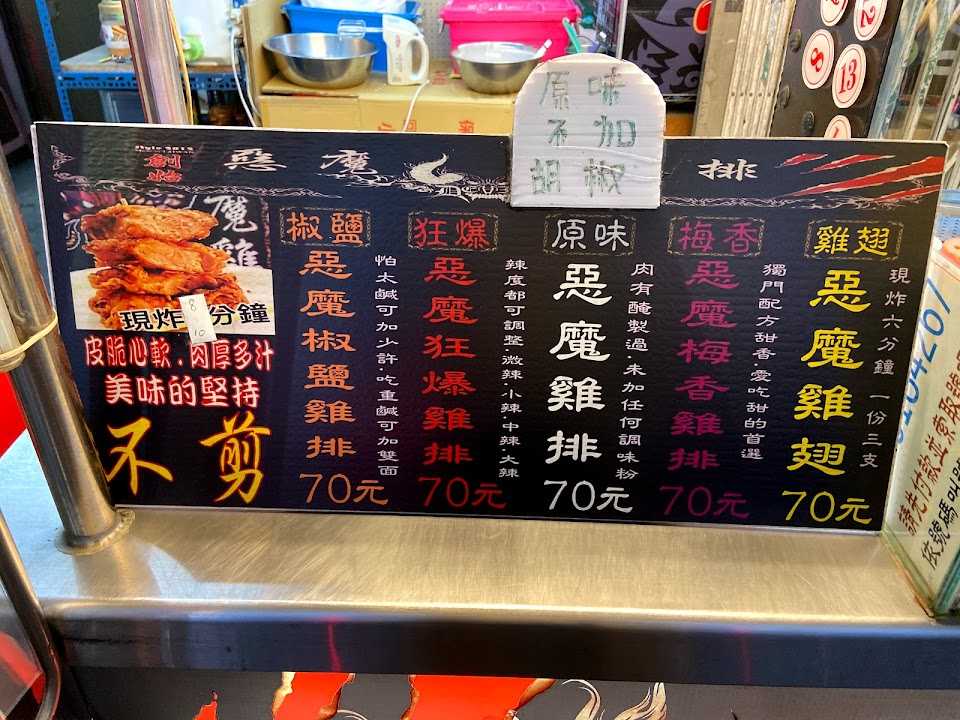 創始
惡魔
排
原味
不加
胡椒
魔雞
8
10
現炸 分鐘
皮脆心軟.肉厚多汁
美味的堅持
不剪
椒鹽
惡魔椒鹽雞排
怕太鹹可加少許.吃重鹹可加雙面
70元
狂爆
惡魔狂爆雞排
辣度都可調整.微辣.小辣.中辣.大辣
70元
原味
惡魔雞排
肉有醃製過.未加任何調味粉
70元
梅香
惡魔梅香雞排
獨門配方甜香.愛吃甜的首選
70元
雞翅
惡魔雞翅
現炸六分鐘 一份三支
70元
2
8
13